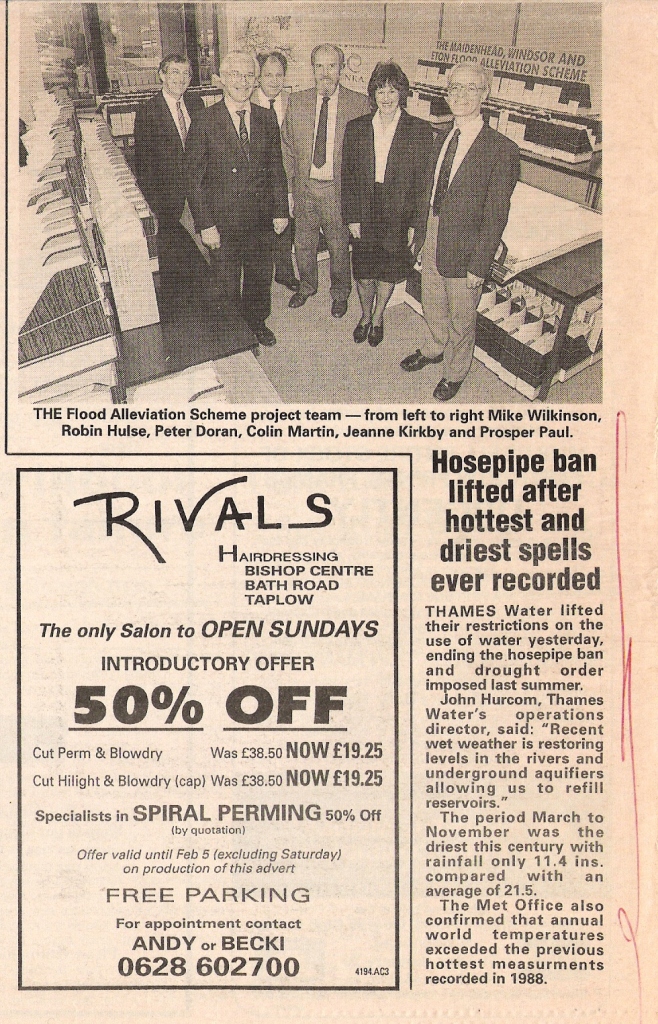 THE MAIDENHEAD, WINDSOR AND
ETON FLOOD ALLEVIATION SCHEME
THE Flood Alleviation Scheme project team — from left to right Mike Wilkinson,
Robin Hulse, Peter Doran, Colin Martin, Jeanne Kirkby and Prosper Paul.
RIVALS
HAIRDRESSING
BISHOP CENTRE
BATH ROAD
TAPLOW
The only Salon to OPEN SUNDAYS
INTRODUCTORY OFFER
50% OFF
Cut Perm & Blowdry Was £38.50 NOW £19.25
Cut Hilight & Blowdry (cap) Was £38.50 NOW £19.25
Specialists in SPIRAL PERMING 50% Off
(by quotation)
Offer valid until Feb 5 (excluding Saturday)
on production of this advert
FREE PARKING
For appointment contact
ANDY or BECKI
0628 602700
4194.AC3
Hosepipe ban
lifted after
hottest and
driest spells
ever recorded
THAMES Water lifted
their restrictions on the
use of water yesterday,
ending the hosepipe ban
and drought order
imposed last summer.
John Hurcom, Thames
Water's operations
director, said: "Recent
wet weather is restoring
levels in the rivers and
underground aquifiers
allowing us to refill
reservoirs."
The period March to
November was the
driest this century with
rainfall only 11.4 ins.
compared with an
average of 21.5.
The Met Office also
confirmed that annual
world temperatures
exceeded the previous
hottest measurments
recorded in 1988.